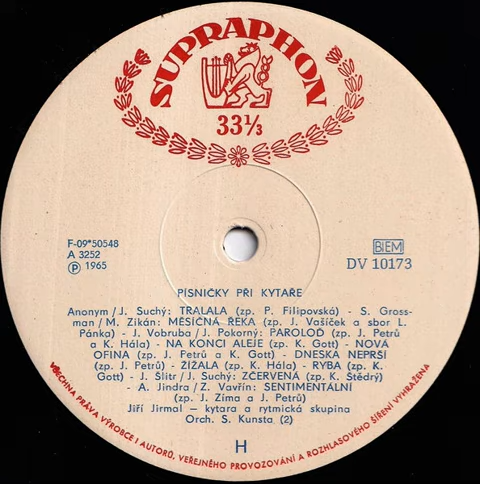 SUPRAPHON
33⅓
F-09*50548
A 3252
Ⓟ 1965
BIEM
DV 10173
PÍSNIČKY PŘI KYTAŘE
Anonym/J. Suchý: TRALALA (zp. P. Filipovská) - S. Gross-
man/M. Zikán: MĚSÍČNÁ ŘEKA (zp. J. Vašíček a sbor L.
Pánka) - J. Vobruba/J. Pokorný: PAROLOĎ (zp. J. Petrů
a K. Hála) - NA KONCI ALEJE (zp. K. Gott) - NOVÁ
OFINA (zp. J. Petrů a K. Gott) - DNESKA NEPRŠÍ
(zp. J. Petrů) - ŽÍŽALA (zp. K. Hála) - RYBA (zp. K.
Gott) - J. Šlitr/J. Suchý: ZČERVENÁ (zp. K. Štědrý)
- A. Jindra/Z. Vavřín: SENTIMENTÁLNÍ
(zp. J. Zíma a J. Petrů)
Jiří Jirmal – kytara a rytmická skupina
Orch. S. Kunsta (2)
H
VŠECHNA PRÁVA VÝROBCE I AUTORŮ, VEŘEJNÉHO PROVOZOVÁNÍ A ROZHLASOVÉHO ŠÍŘENÍ VYHRAŽENA